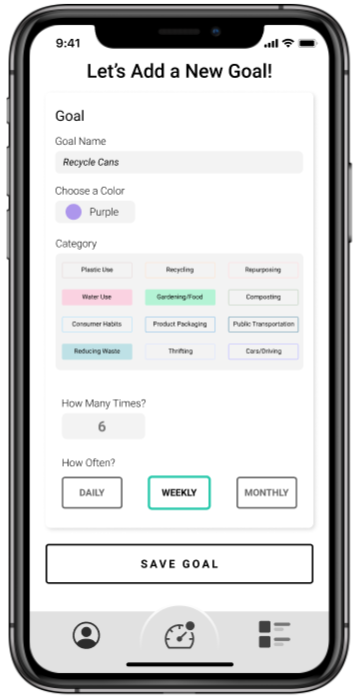 9:41
Let's Add a New Goal!
Goal
Goal Name
Recycle Cans
Choose a Color
Purple
Category
Plastic Use Recycling Repurposing
Water Use Gardening/Food Composting
Consumer Habits Product Packaging Public Transportation
Reducing Waste Thrifting Cars/Driving
How Many Times?
6
How Often?
DAILY WEEKLY MONTHLY
SAVE GOAL